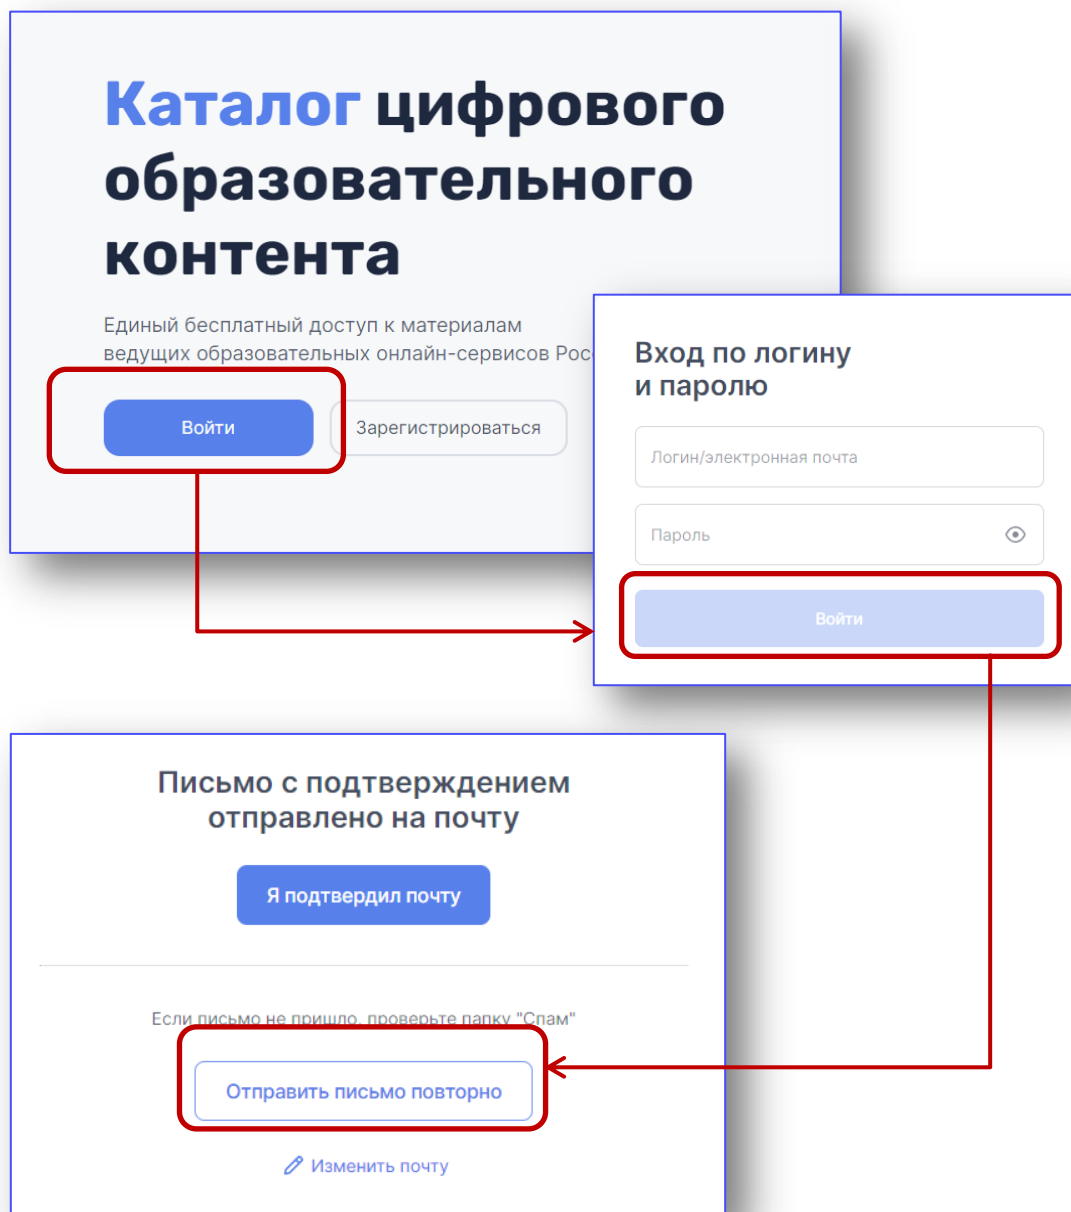 Каталог цифрового
образовательного
контента
Единый бесплатный доступ к материалам
ведущих образовательных онлайн-сервисов
Войти
Зарегистрироваться
Вход по логину
и паролю
Логин/электронная почта
Пароль
Войти
Письмо с подтверждением
отправлено на почту
Я подтвердил почту
Если письмо не пришло, проверьте папку "Спам"
Отправить письмо повторно
Изменить почту